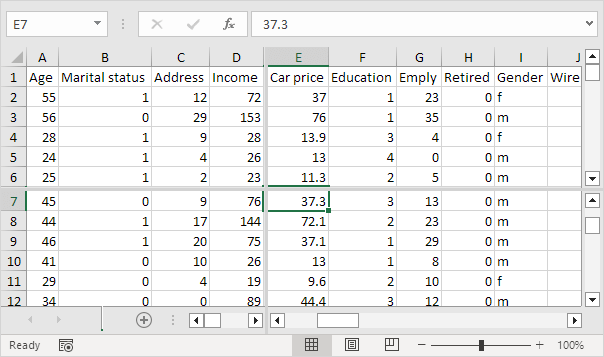 E7 37.3
A B C D E F G H I J
1 Age Marital status Address Income Car price Education Emply Retired Gender Wire
2 55 1 12 72 37 1 23 0 f
3 56 0 29 153 76 1 35 0 m
4 28 1 9 28 13.9 3 4 0 f
5 24 1 4 26 13 4 0 0 m
6 25 1 2 23 11.3 2 5 0 m
7 45 0 9 76 37.3 3 13 0 m
8 44 1 17 144 72.1 2 23 0 m
9 46 1 20 75 37.1 1 29 0 m
10 41 0 10 26 13 1 8 0 m
11 29 0 4 19 9.6 2 10 0 f
12 34 0 0 89 44.4 3 12 0 m
Ready 100%